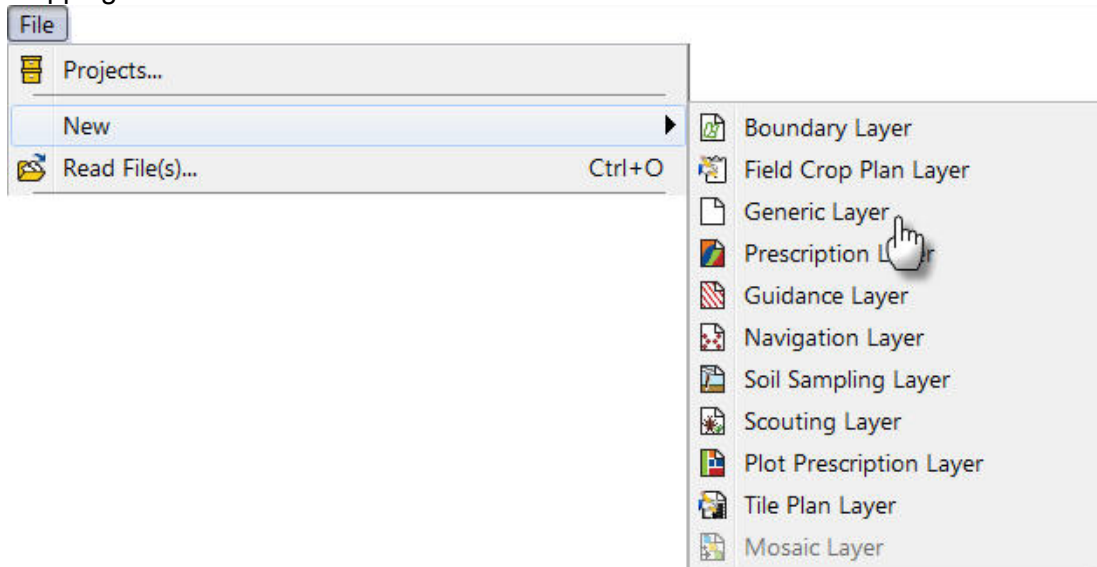 File
Projects...
New
Read File(s)... Ctrl+O
Boundary Layer
Field Crop Plan Layer
Generic Layer
Prescription L r
Guidance Layer
Navigation Layer
Soil Sampling Layer
Scouting Layer
Plot Prescription Layer
Tile Plan Layer
Mosaic Layer